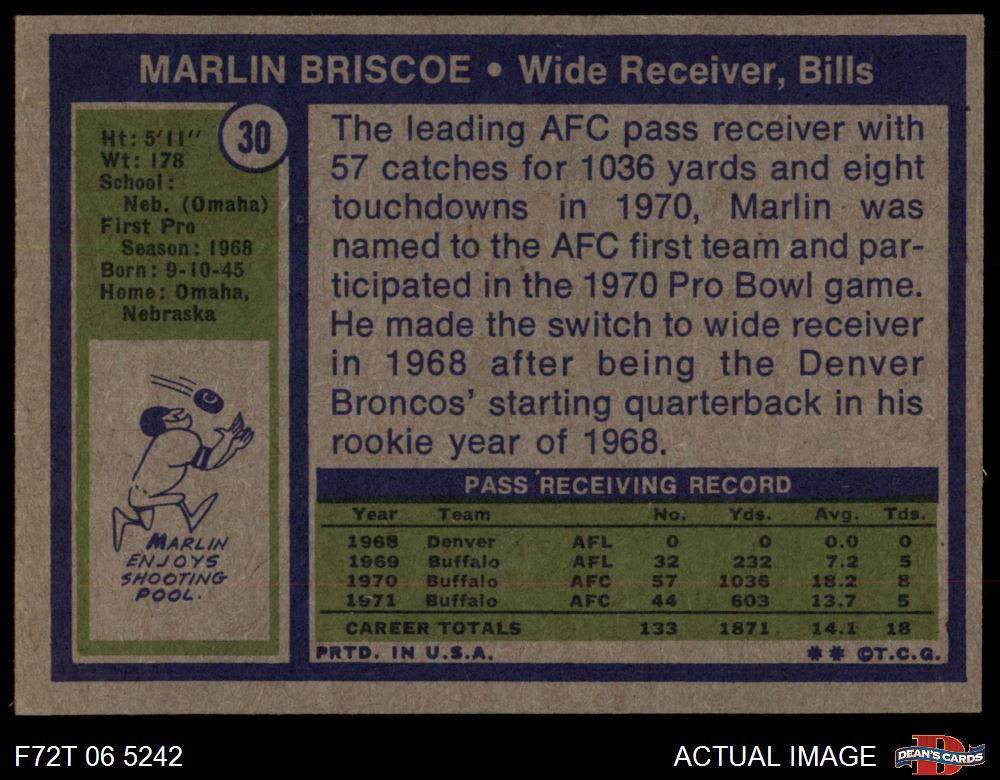 MARLIN BRISCOE • Wide Receiver, Bills
30
Ht: 5'11"
Wt: 178
School:
Neb. (Omaha)
First Pro
Season: 1968
Born: 9-10-45
Home: Omaha,
Nebraska
MARLIN
ENJOYS
SHOOTING
POOL.
The leading AFC pass receiver with
57 catches for 1036 yards and eight
touchdowns in 1970, Marlin was
named to the AFC first team and par-
ticipated in the 1970 Pro Bowl game.
He made the switch to wide receiver
in 1968 after being the Denver
Broncos' starting quarterback in his
rookie year of 1968.
PASS RECEIVING RECORD
Year Team No. Yds. Avg. Tds.
1968 Denver AFL 0 0 0.0 0
1969 Buffalo AFL 32 232 7.2 5
1970 Buffalo AFC 57 1036 18.2 8
1971 Buffalo AFC 44 603 13.7 5
CAREER TOTALS 133 1871 14.1 18
PRTD. IN U.S.A. ** ©T.C.G.
F72T 06 5242
ACTUAL IMAGE
D
DEAN'S CARDS